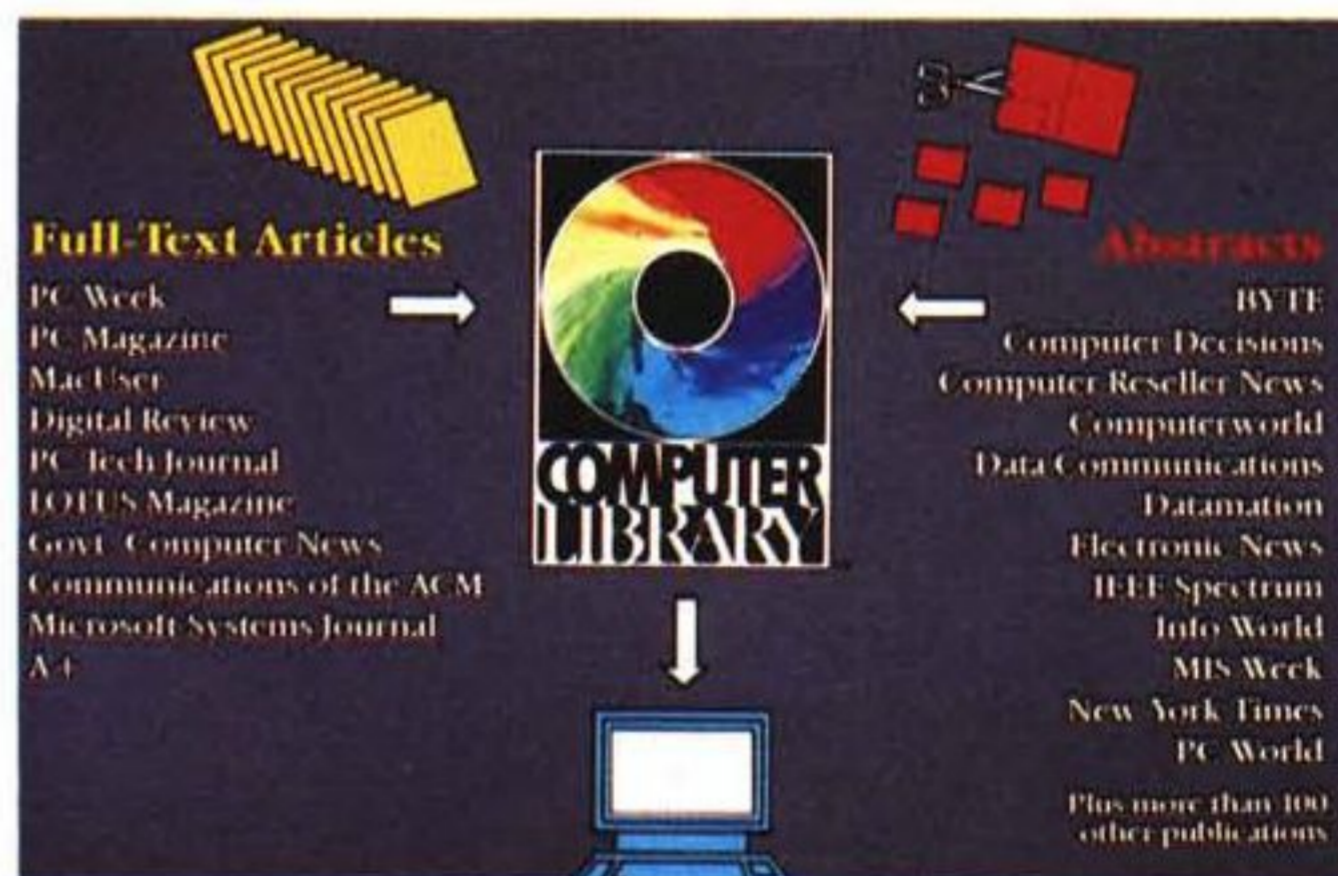 Full-Text Articles
PC Week
PC Magazine
MacUser
Digital Review
PC Tech Journal
LOTUS Magazine
Govt. Computer News
Communications of the ACM
Microsoft Systems Journal
A+
COMPUTER
LIBRARY
Abstracts
BYTE
Computer Decisions
Computer Reseller News
Computerworld
Data Communications
Datamation
Electronic News
IEEE Spectrum
Info World
MIS Week
New York Times
PC World
Plus more than 100
other publications